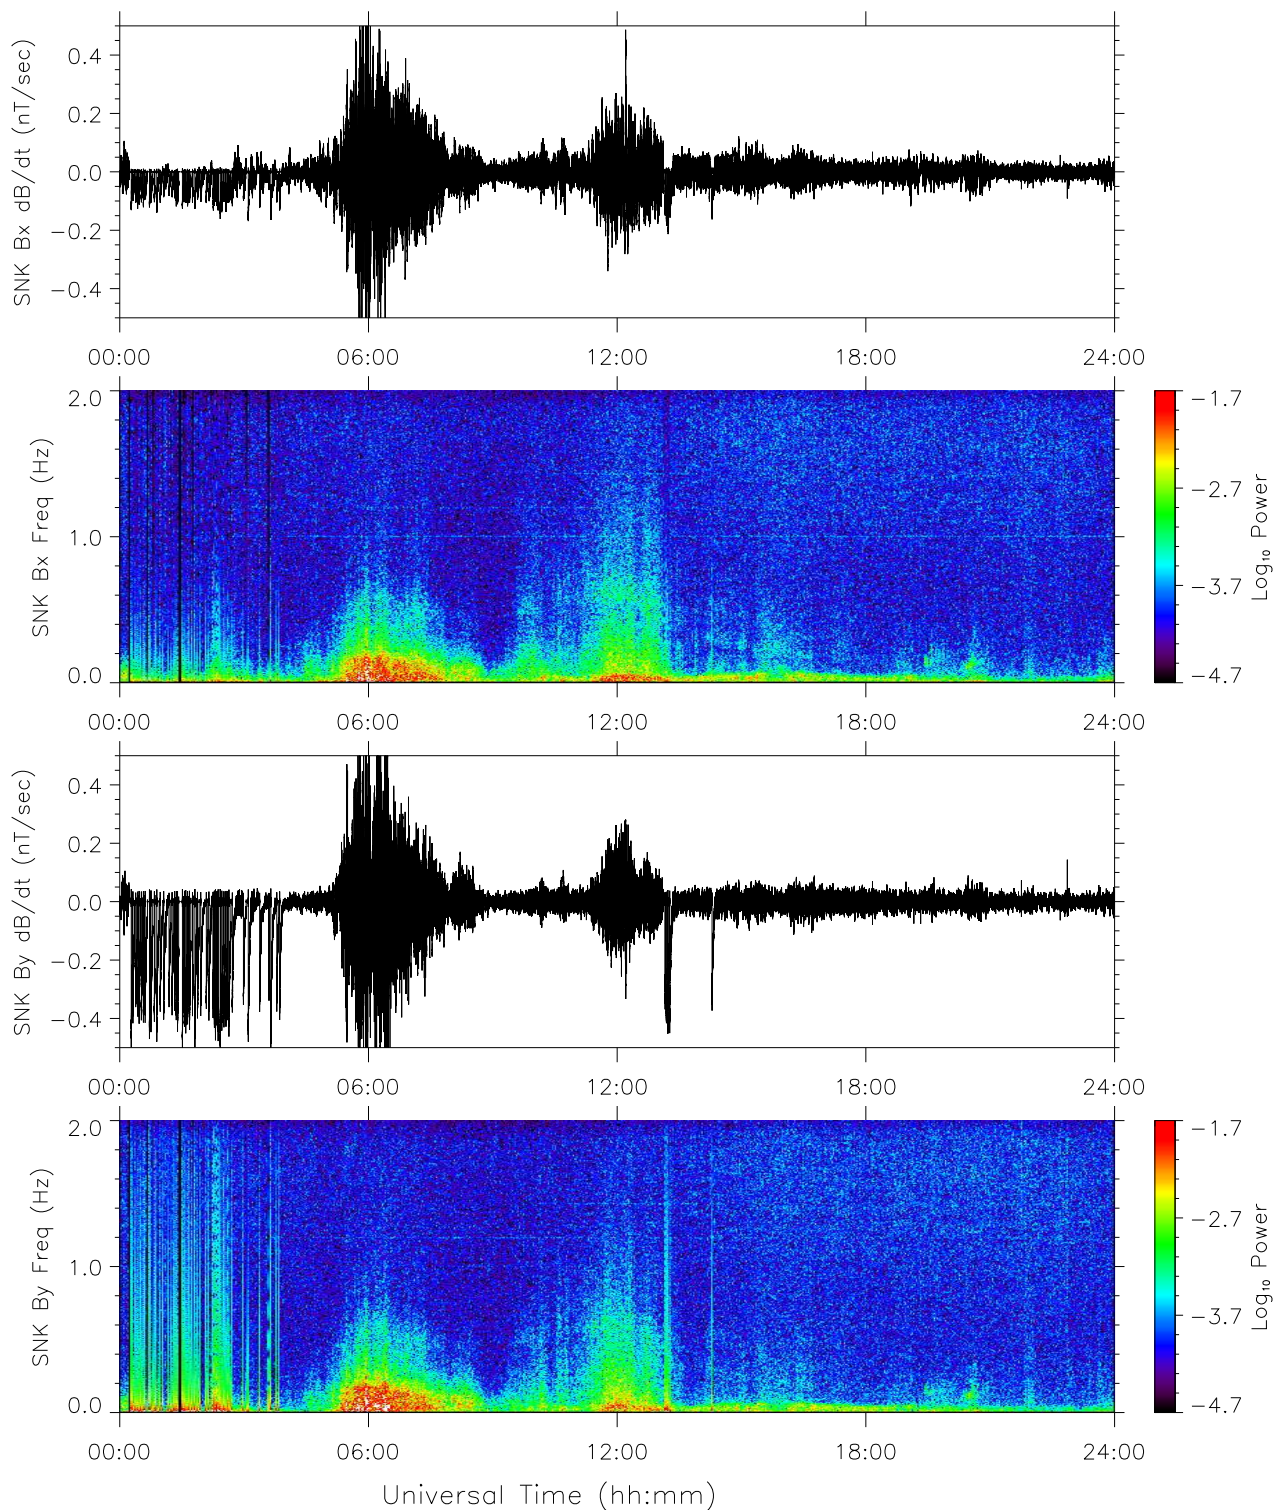 SNK Bx dB/dt (nT/sec)
0.4
0.2
0.0
−0.2
−0.4
00:00 06:00 12:00 18:00 24:00
SNK Bx Freq (Hz)
2.0
1.0
0.0
00:00 06:00 12:00 18:00 24:00
−1.7
−2.7
−3.7
−4.7
Log₁₀ Power
SNK By dB/dt (nT/sec)
0.4
0.2
0.0
−0.2
−0.4
00:00 06:00 12:00 18:00 24:00
SNK By Freq (Hz)
2.0
1.0
0.0
00:00 06:00 12:00 18:00 24:00
−1.7
−2.7
−3.7
−4.7
Log₁₀ Power
Universal Time (hh:mm)